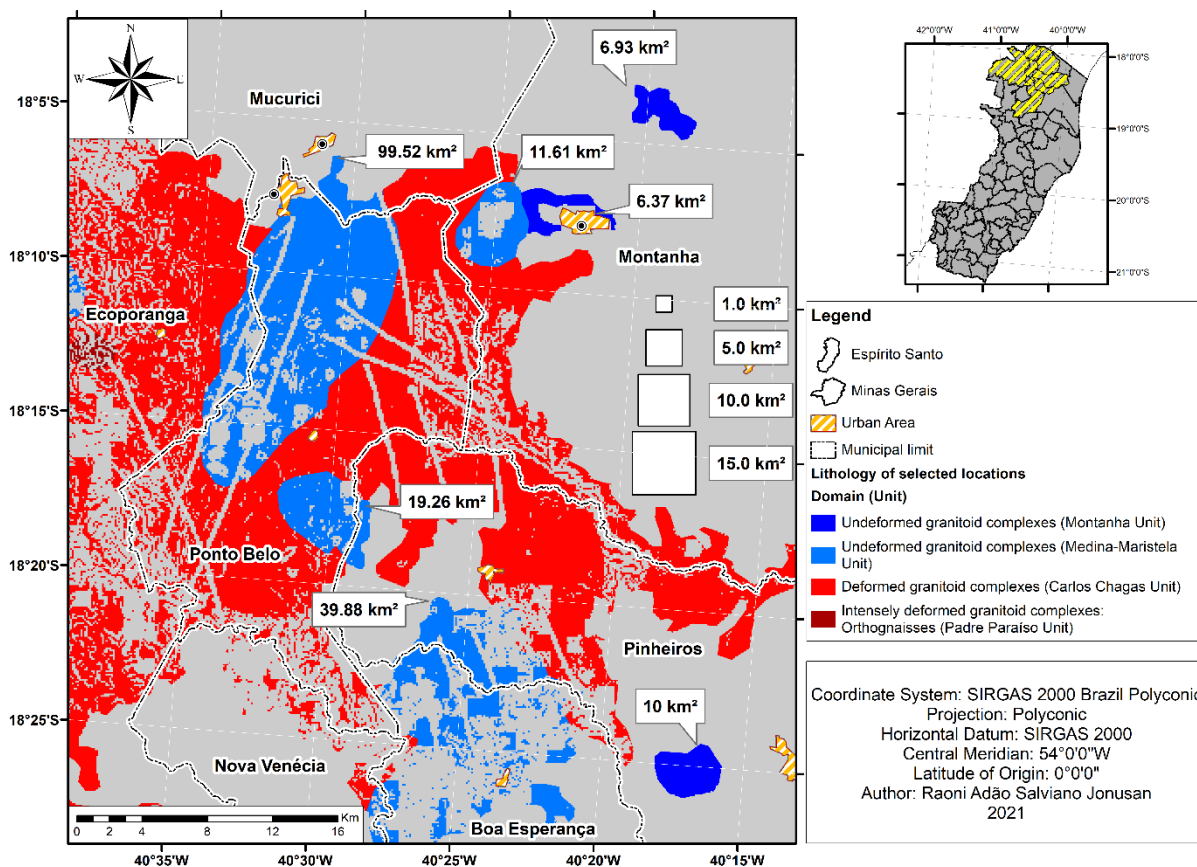 N
W
E
S
Mucurici
6.93 km²
99.52 km²
11.61 km²
6.37 km²
Montanha
Ecoporanga
1.0 km²
5.0 km²
10.0 km²
15.0 km²
19.26 km²
Ponto Belo
39.88 km²
Pinheiros
10 km²
Nova Venécia
Boa Esperança
Km
0 1 2 4 8 12 16
18°5'S
18°10'S
18°15'S
18°20'S
18°25'S
40°35'W
40°30'W
40°25'W
40°20'W
40°15'W
42°0'0"W
41°0'0"W
40°0'0"W
18°0'0"S
19°0'0"S
20°0'0"S
21°0'0"S
Legend
Espírito Santo
Minas Gerais
Urban Area
Municipal limit
Lithology of selected locations
Domain (Unit)
Undeformed granitoid complexes (Montanha Unit)
Undeformed granitoid complexes (Medina-Maristela
Unit)
Deformed granitoid complexes (Carlos Chagas Unit)
Intensely deformed granitoid complexes:
Orthognaisses (Padre Paraíso Unit)
Coordinate System: SIRGAS 2000 Brazil Polyconic
Projection: Polyconic
Horizontal Datum: SIRGAS 2000
Central Meridian: 54°0'0"W
Latitude of Origin: 0°0'0"
Author: Raoni Adão Salviano Jonusan
2021